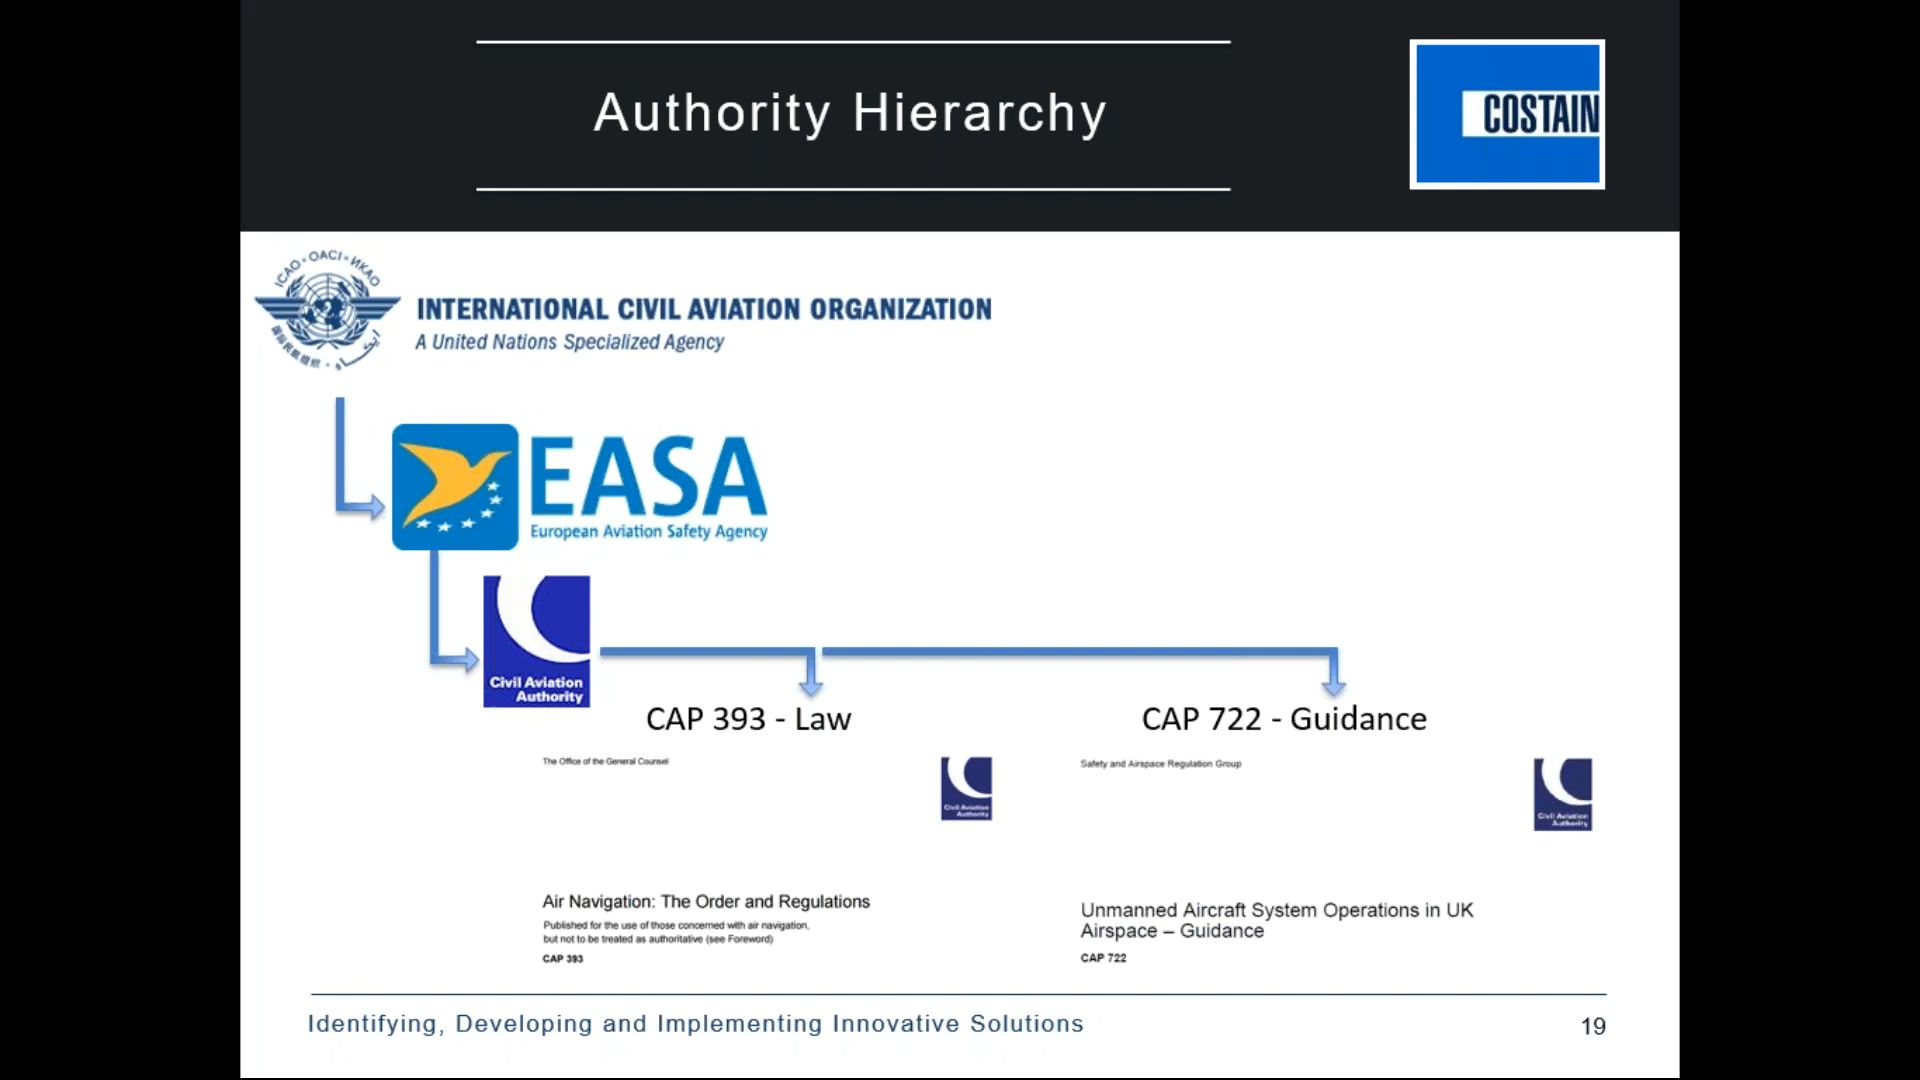 Authority Hierarchy
COSTAIN
ICAO · OACI · ИКАО
INTERNATIONAL CIVIL AVIATION ORGANIZATION
A United Nations Specialized Agency
EASA
European Aviation Safety Agency
Civil Aviation
Authority
CAP 393 - Law
CAP 722 - Guidance
The Office of the General Counsel
Civil Aviation
Authority
Safety and Airspace Regulation Group
Civil Aviation
Authority
Air Navigation: The Order and Regulations
Published for the use of those concerned with air navigation,
but not to be treated as authoritative (see Foreword)
CAP 393
Unmanned Aircraft System Operations in UK
Airspace – Guidance
CAP 722
Identifying, Developing and Implementing Innovative Solutions
19